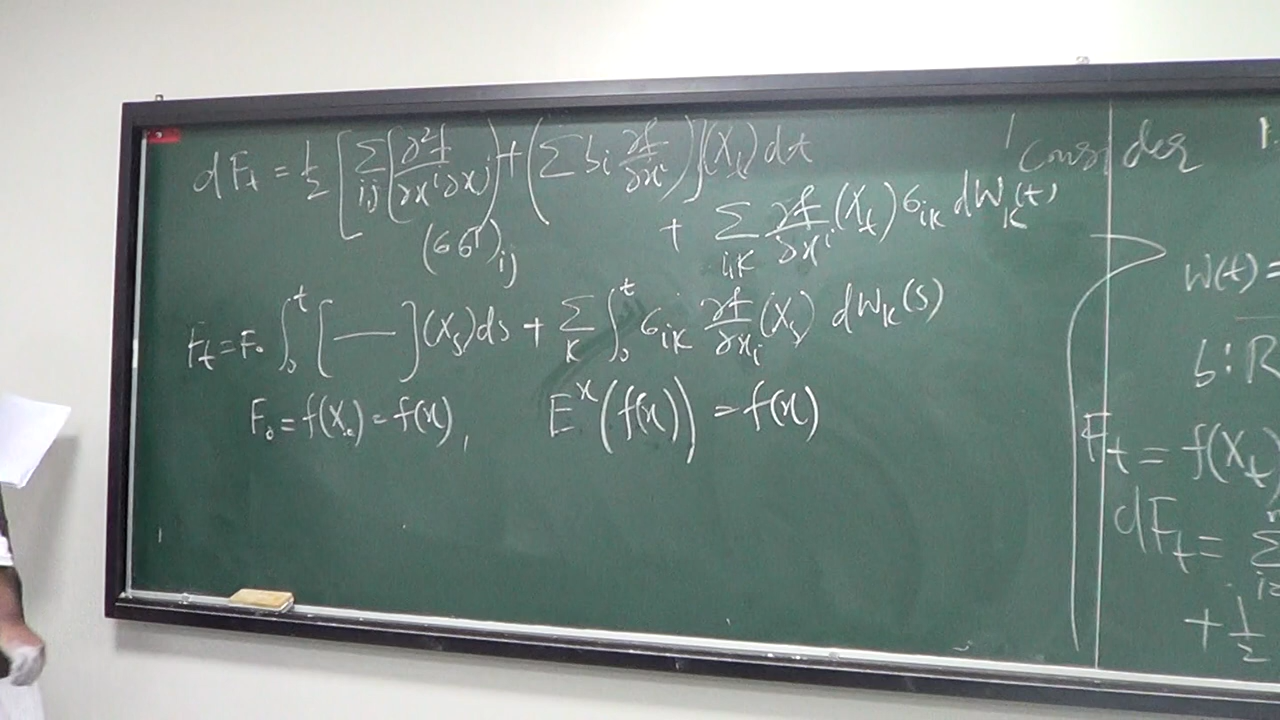 dF_t = 1/2 [ Σ_{ij} ( ∂²f/∂x^i∂x^j ) + ( Σ b_i ∂f/∂x^i ) ] (X_t) dt
(σσ^T)_{ij}
+ Σ_{i,k} ∂f/∂x^i (X_t) σ_{ik} dW_k(t)
F_t = F_0 ∫_0^t [ — ] (X_s) ds + Σ_k ∫_0^t σ_{ik} ∂f/∂x_i (X_s) dW_k(s)
F_0 = f(X_0) = f(x), E^x (f(x)) = f(x)
Consider
W(t) =
b : R
F_t = f(X_t)
dF_t = Σ
+ 1/2